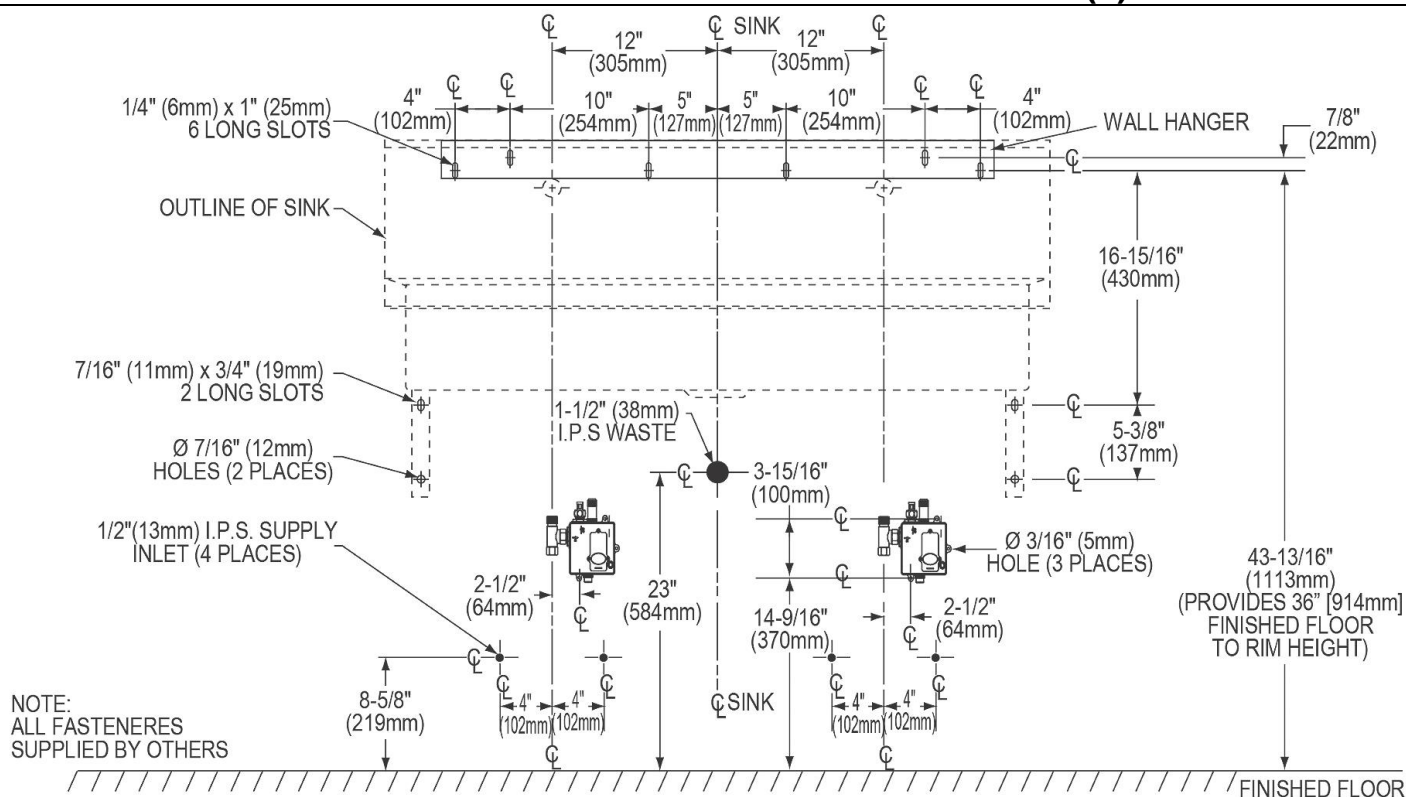 ℄ ℄ SINK ℄
12" 12"
(305mm) (305mm)
℄ ℄ ℄ ℄
1/4" (6mm) x 1" (25mm)
6 LONG SLOTS
4"
(102mm)
10"
(254mm)
5"
(127mm)
5"
(127mm)
10"
(254mm)
4"
(102mm)
WALL HANGER
7/8"
(22mm)
℄
OUTLINE OF SINK
16-15/16"
(430mm)
7/16" (11mm) x 3/4" (19mm)
2 LONG SLOTS
1-1/2" (38mm)
I.P.S WASTE
℄
5-3/8"
(137mm)
℄
Ø 7/16" (12mm)
HOLES (2 PLACES)
℄
3-15/16"
(100mm)
℄
℄
1/2"(13mm) I.P.S. SUPPLY
INLET (4 PLACES)
Ø 3/16" (5mm)
HOLE (3 PLACES)
43-13/16"
(1113mm)
(PROVIDES 36” [914mm]
FINISHED FLOOR
TO RIM HEIGHT)
2-1/2"
(64mm)
℄
23"
(584mm)
14-9/16"
(370mm)
2-1/2"
(64mm)
℄
℄
℄ ℄ ℄ ℄
8-5/8"
(219mm)
4"
(102mm)
4"
(102mm)
℄ SINK
4"
(102mm)
4"
(102mm)
℄ ℄
NOTE:
ALL FASTENERES
SUPPLIED BY OTHERS
FINISHED FLOOR